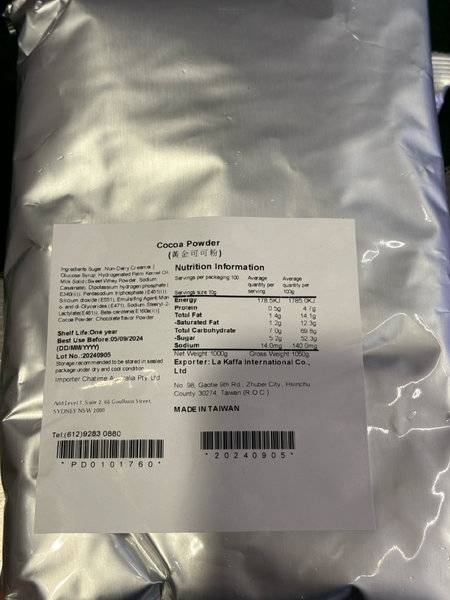 Cocoa Powder
(黃金可可粉)
Ingredients: Sugar, Non-Dairy Creamer (
Glucose Syrup, Hydrogenated Palm Kernel Oil,
Milk Solid (Sweet Whey Powder, Sodium
Caseinate), Dipotassium hydrogen phosphate (
E340(ii)), Pentasodium triphosphate (E451(i)),
Silicon dioxide (E551), Emulsifing Agent( Mon
o-and di-Glycerides (E471), Sodium Stearyl-2-
Lactylate(E481)), Beta-carotene E160a(ii))
Cocoa Powder, Chocolate Flavor Powder
Shelf Life:One year
Best Use Before:05/09/2024
(DD/MM/YYYY)
Lot No.:20240905
Storage:recommended to be stored in sealed
package under dry and cool condition
Importer Chatime Australia Pty Ltd
Add:Level 1, Suite 2, 66 Goulburn Street,
SYDNEY NSW 2000
Tel:(612)9283 0880
*PD0101760*
Nutrition Information
Servings per packaging 100 Average quantity per serving Average quantity per 100g
Servings size 10g
Energy 178.5KJ 1785.0KJ
Protein 0.5g 4.7g
Total Fat 1.4g 14.1g
-Saturated Fat 1.2g 12.3g
Total Carbohydrate 7.0g 69.8g
-Sugar 5.2g 52.3g
Sodium 14.0mg 140.0mg
Net Weight 1000g Gross Weight 1050g
Exporter: La Kaffa International Co.,
Ltd
No. 98, Gaotie 9th Rd., Zhubei City , Hsinchu
County 30274, Taiwan (R.O.C.)
MADE IN TAIWAN
*20240905*